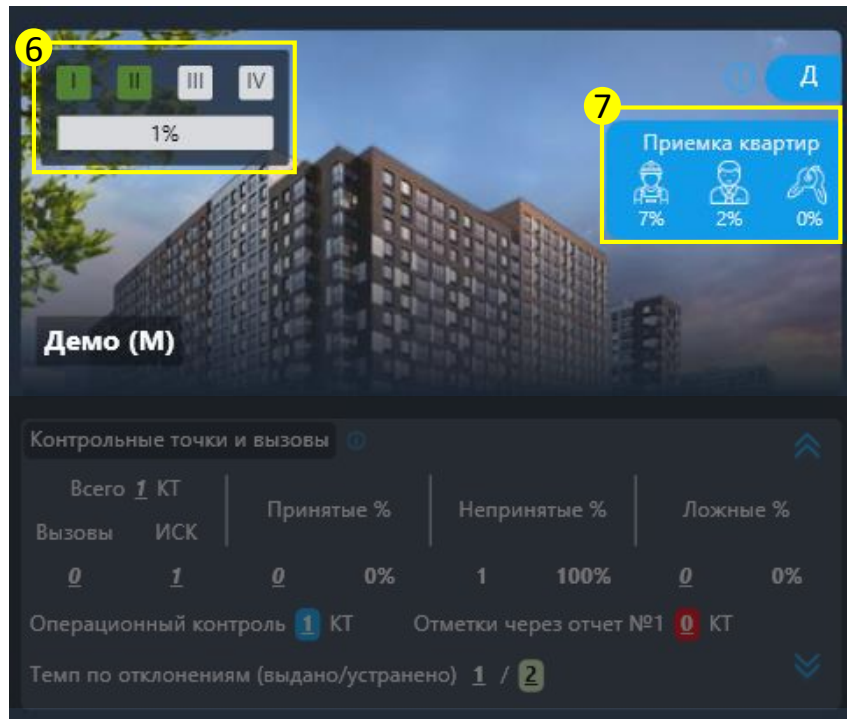 6
I II III IV
1%
Д
7
Приемка квартир
7% 2% 0%
Демо (М)
Контрольные точки и вызовы
Всего 1 КТ
Принятые % Непринятые % Ложные %
Вызовы ИСК
0 1 0 0% 1 100% 0 0%
Операционный контроль 1 КТ Отметки через отчет №1 0 КТ
Темп по отклонениям (выдано/устранено) 1 / 2